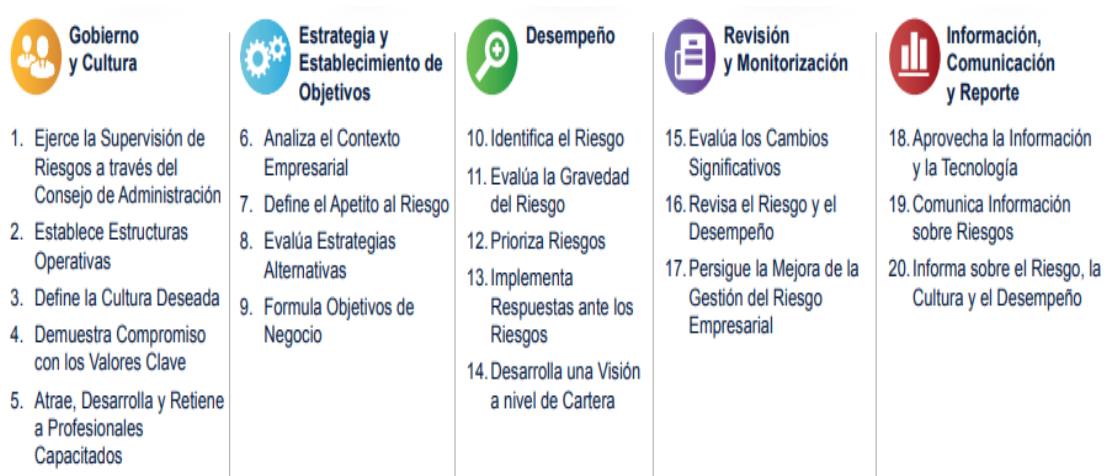 Gobierno
y Cultura
1. Ejerce la Supervisión de
Riesgos a través del
Consejo de Administración
2. Establece Estructuras
Operativas
3. Define la Cultura Deseada
4. Demuestra Compromiso
con los Valores Clave
5. Atrae, Desarrolla y Retiene
a Profesionales
Capacitados
Estrategia y
Establecimiento de
Objetivos
6. Analiza el Contexto
Empresarial
7. Define el Apetito al Riesgo
8. Evalúa Estrategias
Alternativas
9. Formula Objetivos de
Negocio
Desempeño
10. Identifica el Riesgo
11. Evalúa la Gravedad
del Riesgo
12. Prioriza Riesgos
13. Implementa
Respuestas ante los
Riesgos
14. Desarrolla una Visión
a nivel de Cartera
Revisión
y Monitorización
15. Evalúa los Cambios
Significativos
16. Revisa el Riesgo y el
Desempeño
17. Persigue la Mejora de la
Gestión del Riesgo
Empresarial
Información,
Comunicación
y Reporte
18. Aprovecha la Información
y la Tecnología
19. Comunica Información
sobre Riesgos
20. Informa sobre el Riesgo, la
Cultura y el Desempeño